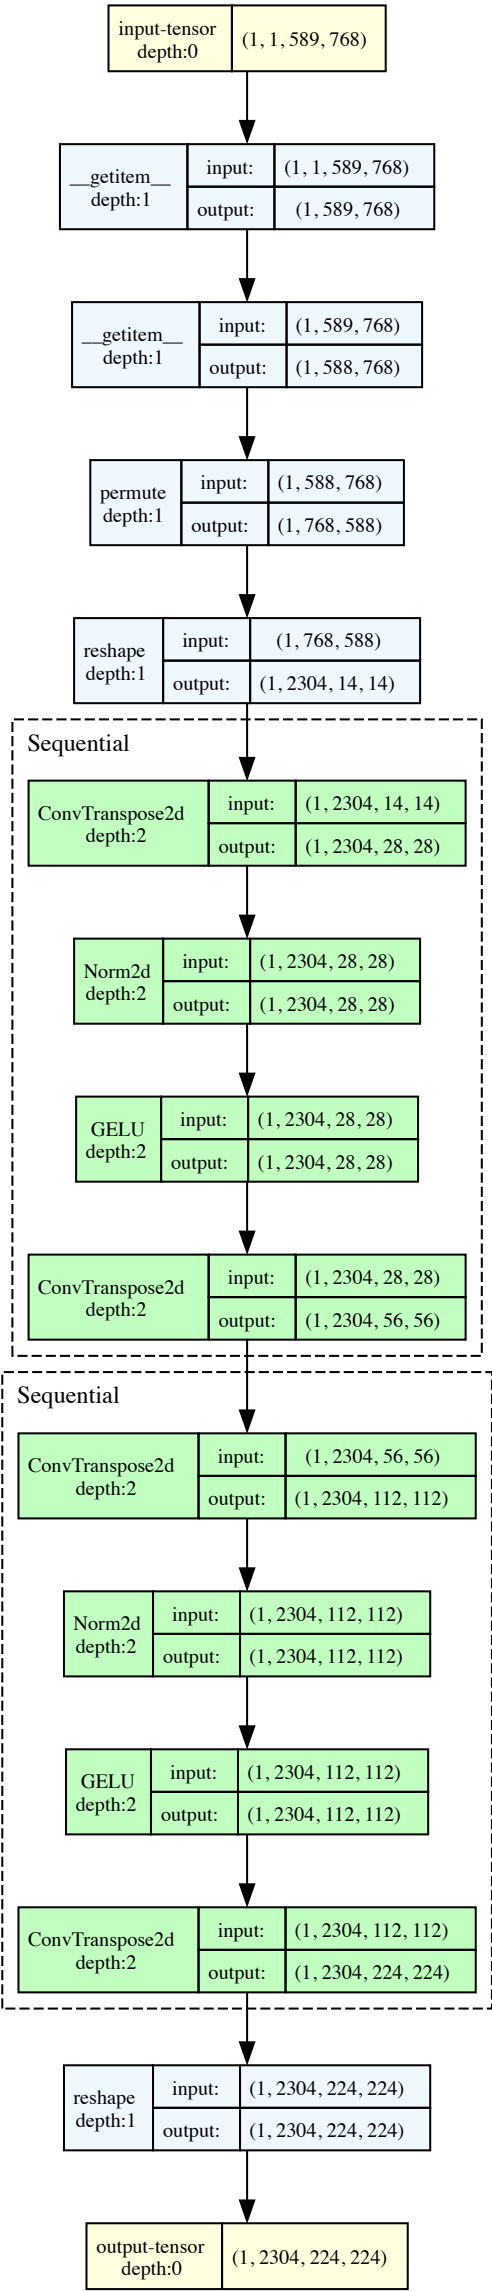 input-tensor
depth:0
(1, 1, 589, 768)
__getitem__
depth:1
input:
(1, 1, 589, 768)
output:
(1, 589, 768)
__getitem__
depth:1
input:
(1, 589, 768)
output:
(1, 588, 768)
permute
depth:1
input:
(1, 588, 768)
output:
(1, 768, 588)
reshape
depth:1
input:
(1, 768, 588)
output:
(1, 2304, 14, 14)
Sequential
ConvTranspose2d
depth:2
input:
(1, 2304, 14, 14)
output:
(1, 2304, 28, 28)
Norm2d
depth:2
input:
(1, 2304, 28, 28)
output:
(1, 2304, 28, 28)
GELU
depth:2
input:
(1, 2304, 28, 28)
output:
(1, 2304, 28, 28)
ConvTranspose2d
depth:2
input:
(1, 2304, 28, 28)
output:
(1, 2304, 56, 56)
Sequential
ConvTranspose2d
depth:2
input:
(1, 2304, 56, 56)
output:
(1, 2304, 112, 112)
Norm2d
depth:2
input:
(1, 2304, 112, 112)
output:
(1, 2304, 112, 112)
GELU
depth:2
input:
(1, 2304, 112, 112)
output:
(1, 2304, 112, 112)
ConvTranspose2d
depth:2
input:
(1, 2304, 112, 112)
output:
(1, 2304, 224, 224)
reshape
depth:1
input:
(1, 2304, 224, 224)
output:
(1, 2304, 224, 224)
output-tensor
depth:0
(1, 2304, 224, 224)